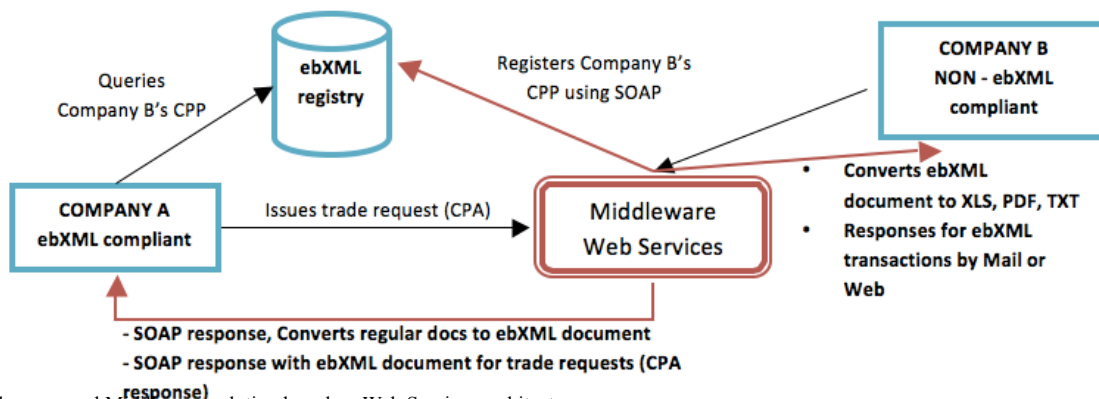 ebXML
registry
Queries
Company B's CPP
Registers Company B's
CPP using SOAP
COMPANY B
NON - ebXML
compliant
COMPANY A
ebXML compliant
Issues trade request (CPA)
Middleware
Web Services
• Converts ebXML
document to XLS, PDF, TXT
• Responses for ebXML
transactions by Mail or
Web
- SOAP response, Converts regular docs to ebXML document
- SOAP response with ebXML document for trade requests (CPA
response)